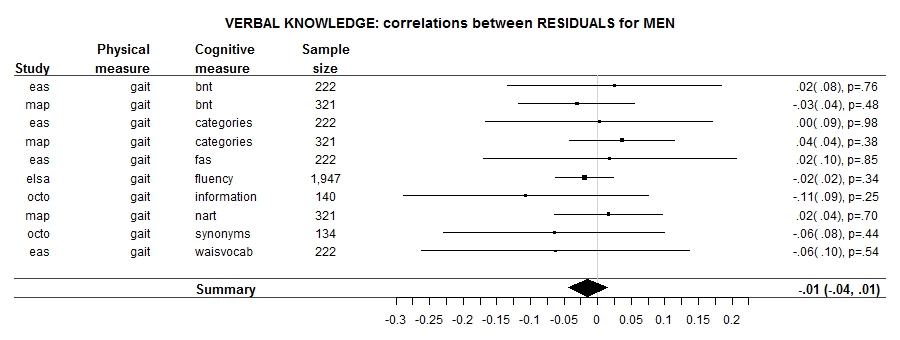 VERBAL KNOWLEDGE: correlations between RESIDUALS for MEN
Physical Cognitive Sample
Study measure measure size
eas gait bnt 222 .02( .08), p=.76
map gait bnt 321 -.03( .04), p=.48
eas gait categories 222 .00( .09), p=.98
map gait categories 321 .04( .04), p=.38
eas gait fas 222 .02( .10), p=.85
elsa gait fluency 1,947 -.02( .02), p=.34
octo gait information 140 -.11( .09), p=.25
map gait nart 321 .02( .04), p=.70
octo gait synonyms 134 -.06( .08), p=.44
eas gait waisvocab 222 -.06( .10), p=.54
Summary -.01 (-.04, .01)
-0.3 -0.25 -0.2 -0.15 -0.1 -0.05 0 0.05 0.1 0.15 0.2